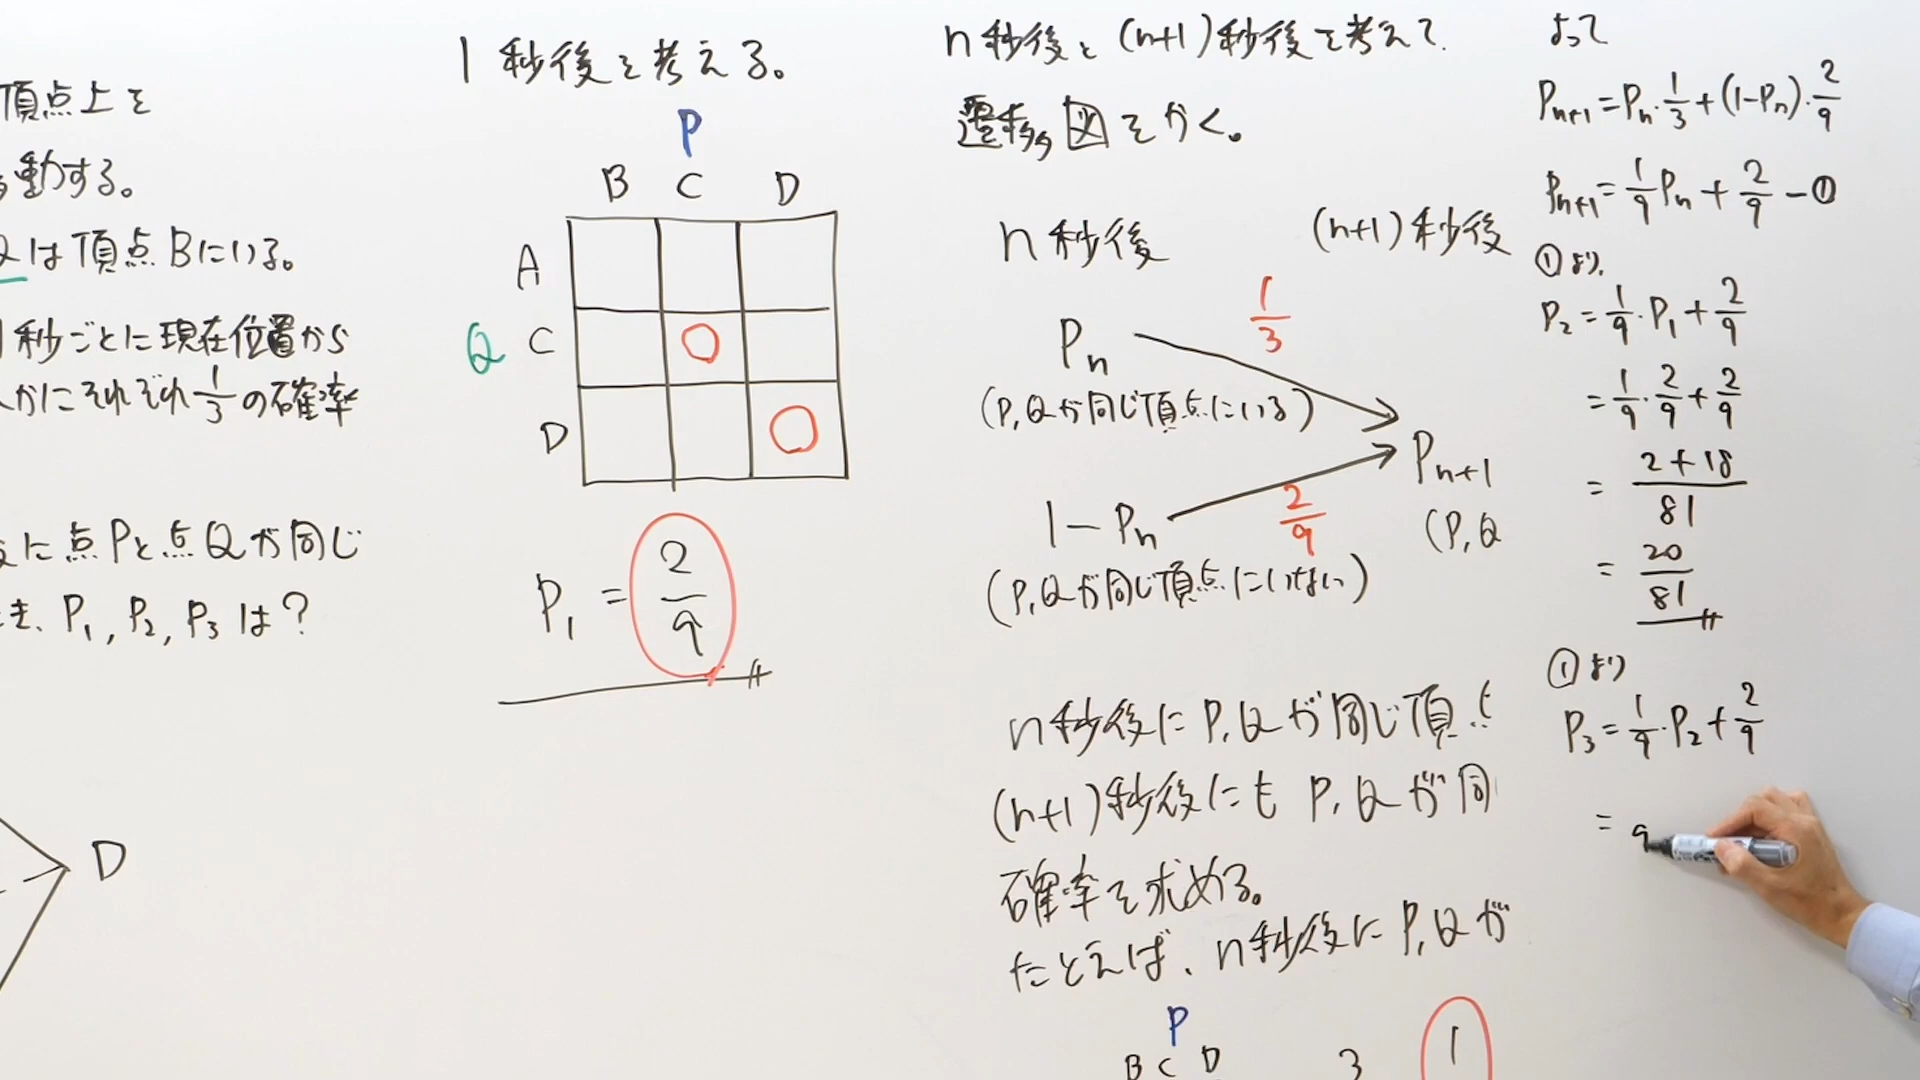 頂点上を
動する。
Qは頂点Bにいる。
1秒ごとに現在位置から
かにそれぞれ1/3の確率
に点Pと点Qが同じ
き、P₁, P₂, P₃は?
D
1秒後を考える。
P
B C D
A
Q C
D
P₁ = 2/9
n秒後と(n+1)秒後を考えて
遷移図をかく。
n秒後 (n+1)秒後
Pn 1/3
(P,Qが同じ頂点にいる)
Pn+1
1-Pn 2/9
(P,Q
(P,Qが同じ頂点にいない)
n秒後にP,Qが同じ頂点
(n+1)秒後にもP,Qが同
確率を求める。
たとえば、n秒後にP,Qが
P
B C D 3 1
よって
Pn+1=Pn・1/3+(1-Pn)・2/9
Pn+1=1/9Pn+2/9-①
①より、
P₂=1/9・P₁+2/9
=1/9・2/9+2/9
=2+18/81
=20/81
①より
P₃=1/9・P₂+2/9
=9